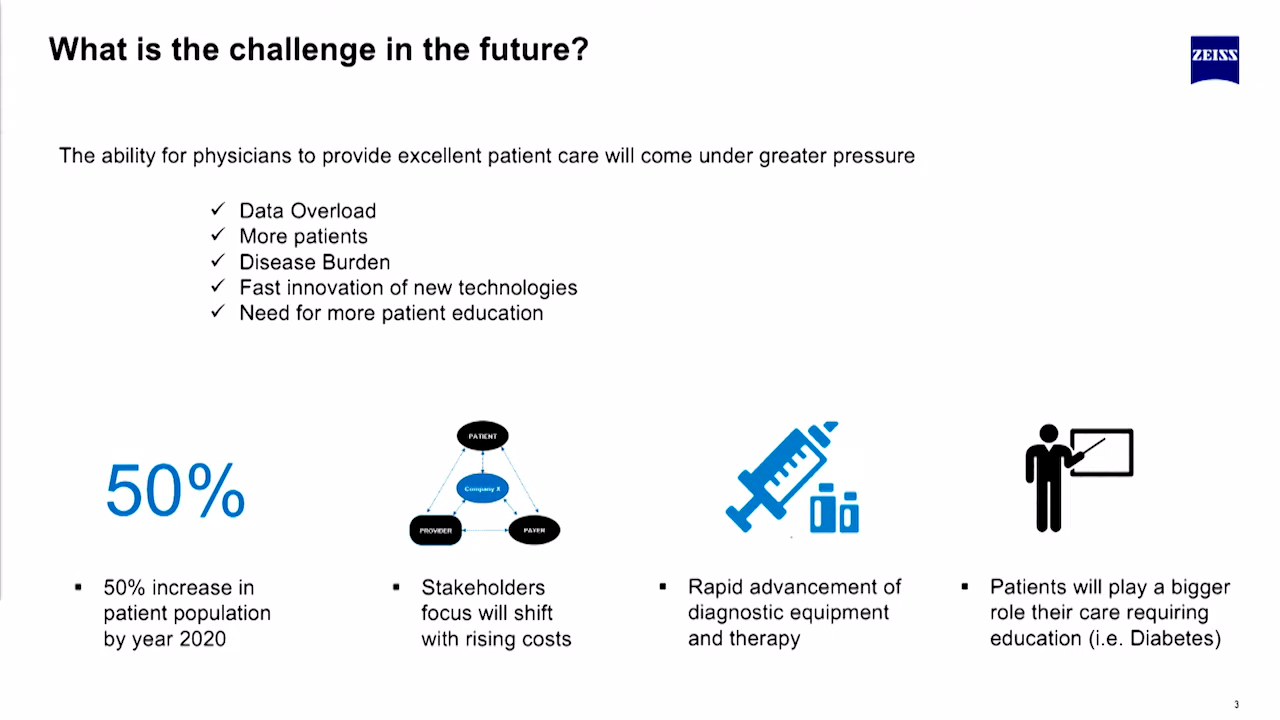 What is the challenge in the future?
ZEISS
The ability for physicians to provide excellent patient care will come under greater pressure
✓ Data Overload
✓ More patients
✓ Disease Burden
✓ Fast innovation of new technologies
✓ Need for more patient education
50%
PATIENT
Company X
PROVIDER
PAYER
▪ 50% increase in
patient population
by year 2020
▪ Stakeholders
focus will shift
with rising costs
▪ Rapid advancement of
diagnostic equipment
and therapy
▪ Patients will play a bigger
role their care requiring
education (i.e. Diabetes)
3